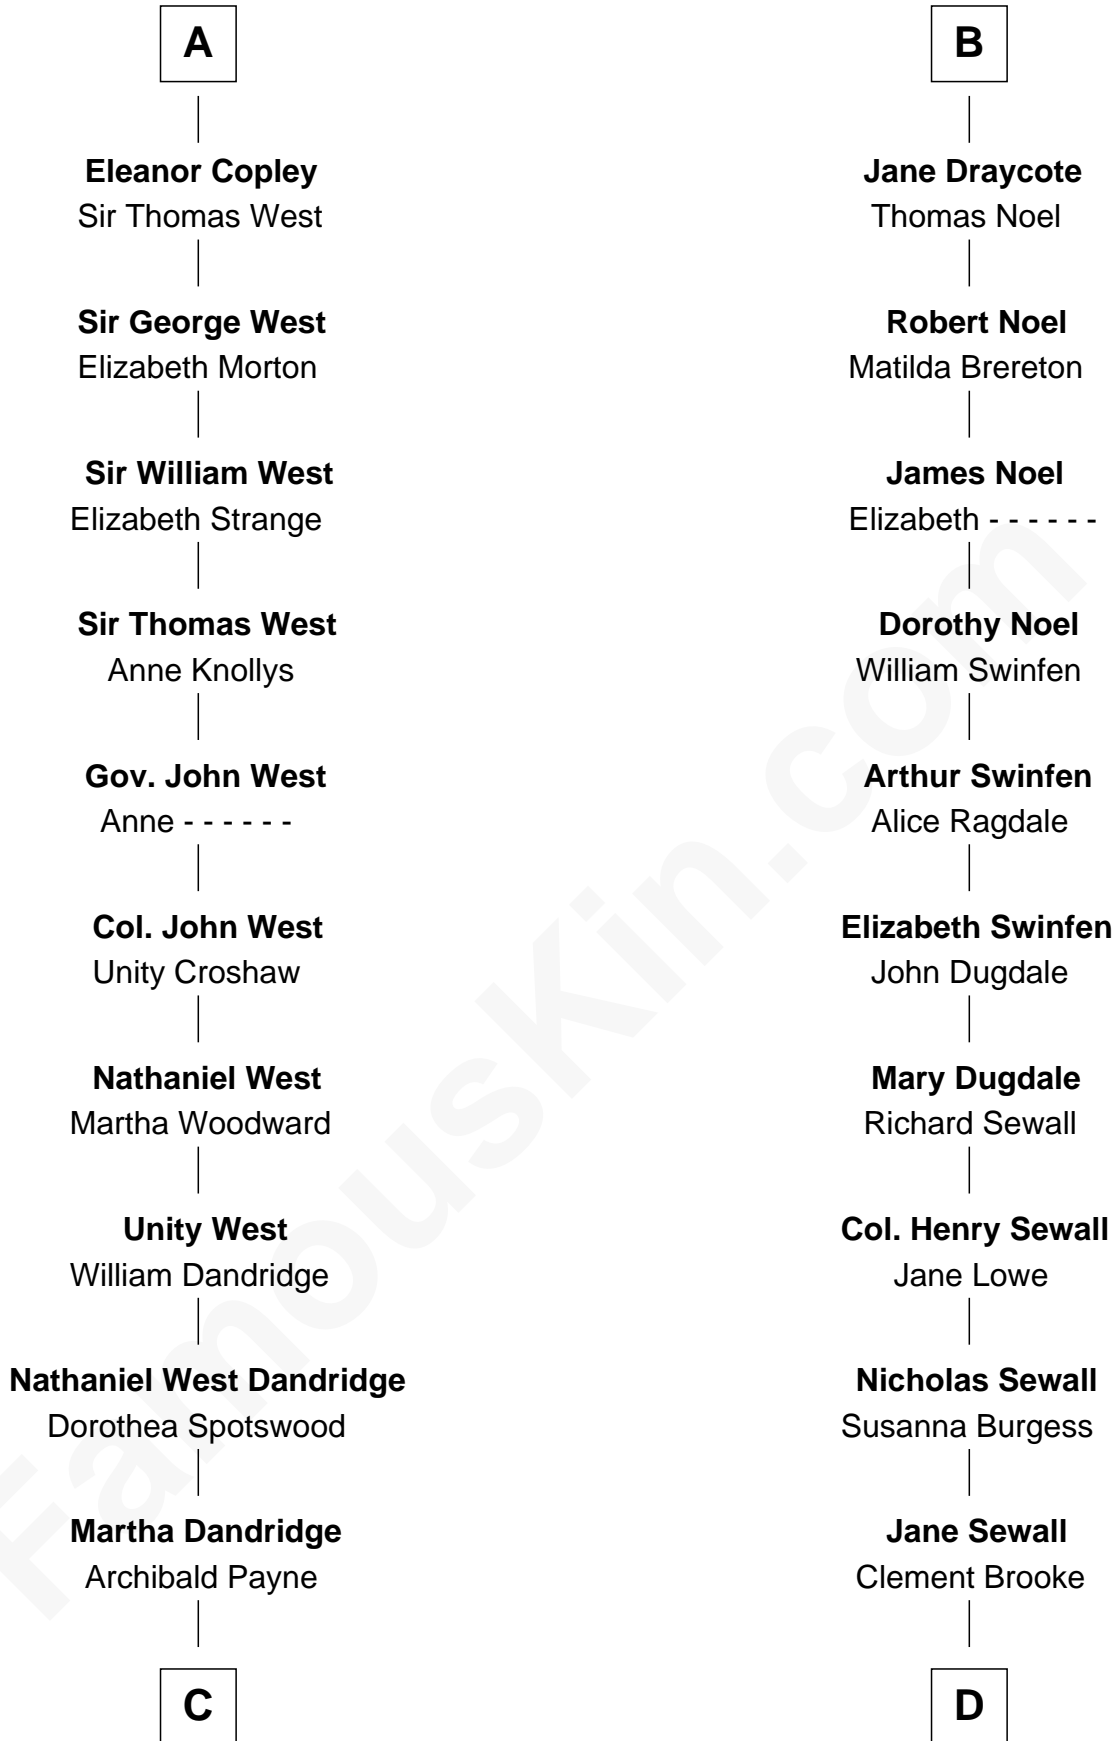 A
Eleanor Copley
Sir Thomas West
Sir George West
Elizabeth Morton
Sir William West
Elizabeth Strange
Sir Thomas West
Anne Knollys
Gov. John West
Anne - - - - - -
Col. John West
Unity Croshaw
Nathaniel West
Martha Woodward
Unity West
William Dandridge
Nathaniel West Dandridge
Dorothea Spotswood
Martha Dandridge
Archibald Payne
C
B
Jane Draycote
Thomas Noel
Robert Noel
Matilda Brereton
James Noel
Elizabeth - - - - - -
Dorothy Noel
William Swinfen
Arthur Swinfen
Alice Ragdale
Elizabeth Swinfen
John Dugdale
Mary Dugdale
Richard Sewall
Col. Henry Sewall
Jane Lowe
Nicholas Sewall
Susanna Burgess
Jane Sewall
Clement Brooke
D
FamousKin.com